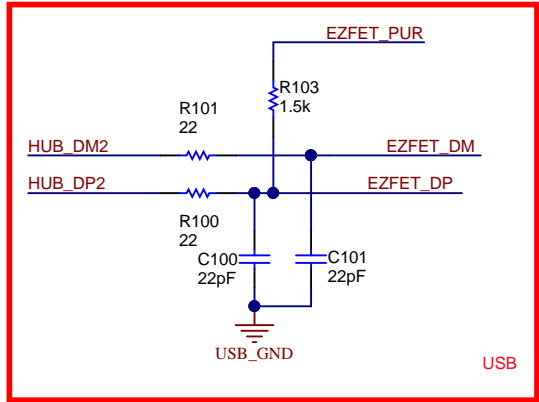 EZFET_PUR
R103
1.5k
R101
22
HUB_DM2
EZFET_DM
HUB_DP2
EZFET_DP
R100
22
C100
22pF
C101
22pF
USB_GND
USB